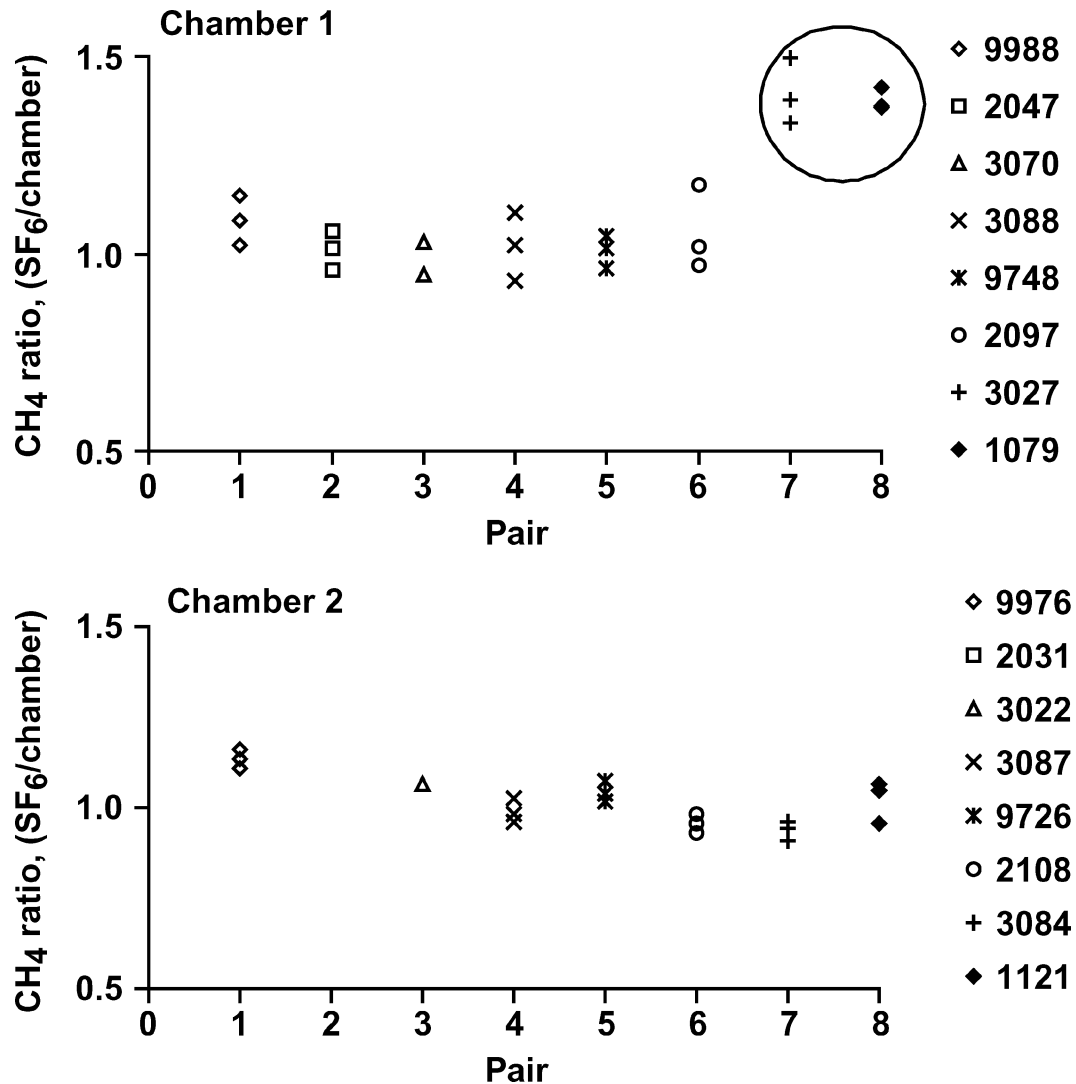 Chamber 1
CH4 ratio, (SF6/chamber)
1.5
1.0
0.5
0 1 2 3 4 5 6 7 8
Pair
9988
2047
3070
3088
9748
2097
3027
1079
Chamber 2
CH4 ratio, (SF6/chamber)
1.5
1.0
0.5
0 1 2 3 4 5 6 7 8
Pair
9976
2031
3022
3087
9726
2108
3084
1121